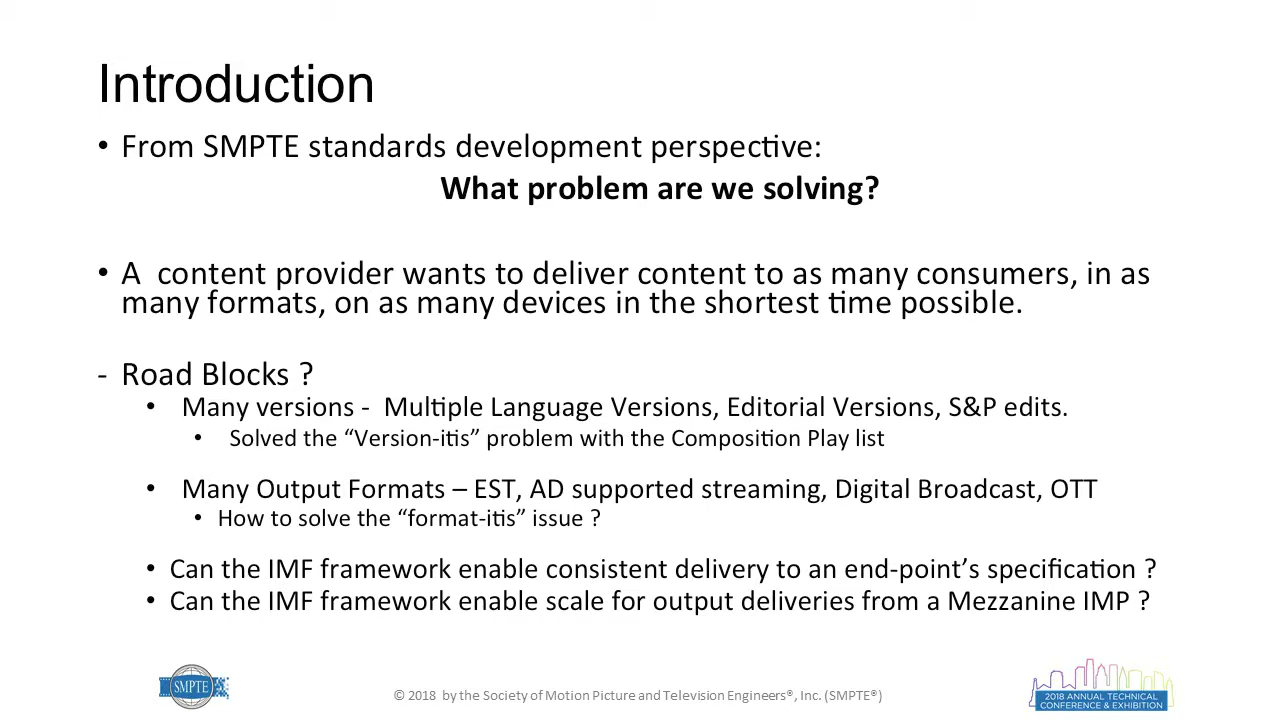 Introduction
• From SMPTE standards development perspective:
What problem are we solving?
• A  content provider wants to deliver content to as many consumers, in as
many formats, on as many devices in the shortest time possible.
- Road Blocks ?
• Many versions -  Multiple Language Versions, Editorial Versions, S&P edits.
• Solved the “Version-itis” problem with the Composition Play list
• Many Output Formats – EST, AD supported streaming, Digital Broadcast, OTT
• How to solve the “format-itis” issue ?
• Can the IMF framework enable consistent delivery to an end-point’s specification ?
• Can the IMF framework enable scale for output deliveries from a Mezzanine IMP ?
SMPTE
© 2018  by the Society of Motion Picture and Television Engineers®, Inc. (SMPTE®)
2018 ANNUAL TECHNICAL
CONFERENCE & EXHIBITION